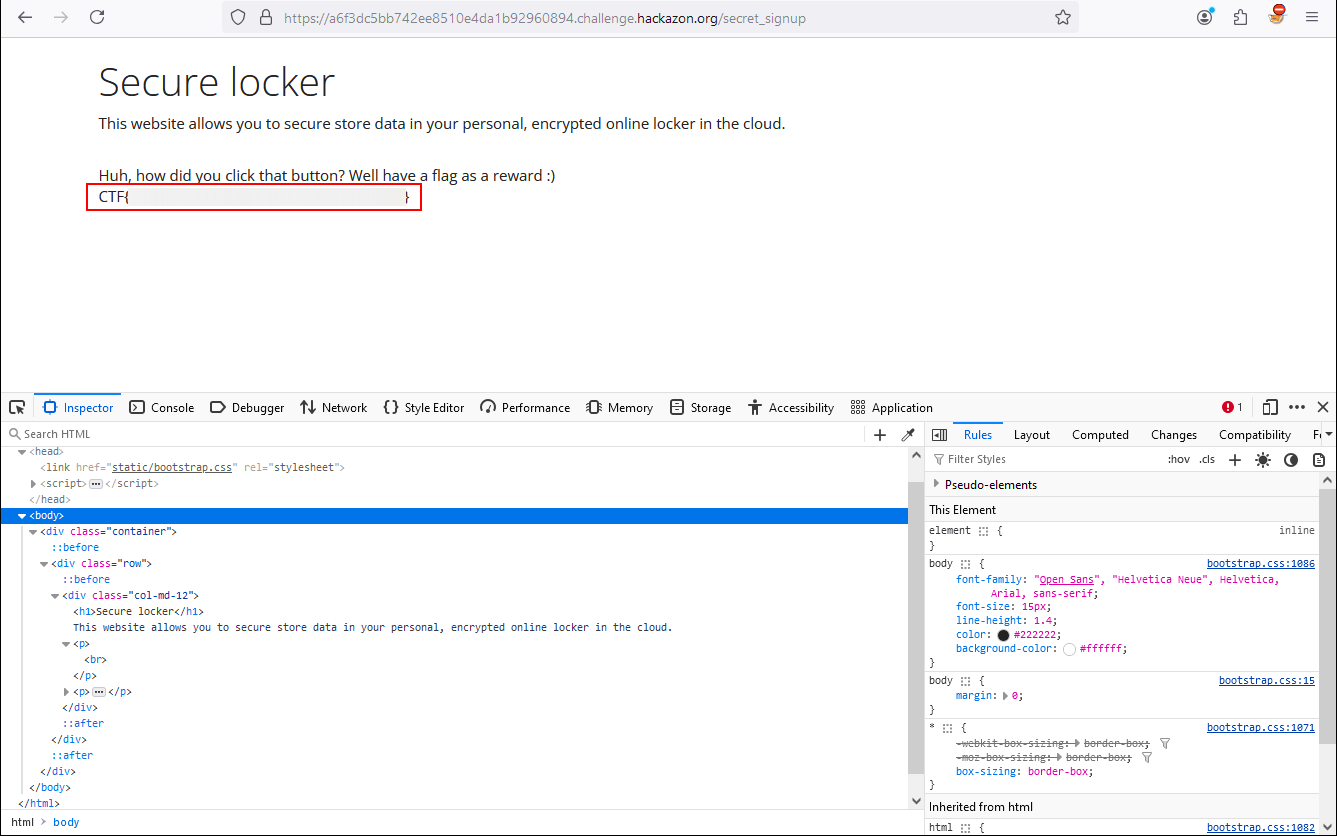 https://a6f3dc5bb742ee8510e4da1b92960894.challenge.hackazon.org/secret_signup
Secure locker
This website allows you to secure store data in your personal, encrypted online locker in the cloud.
Huh, how did you click that button? Well have a flag as a reward :)
CTF{ }
Inspector Console Debugger Network Style Editor Performance Memory Storage Accessibility Application 1
Search HTML
<head>
<link href="static/bootstrap.css" rel="stylesheet">
<script> </script>
</head>
<body>
<div class="container">
::before
<div class="row">
::before
<div class="col-md-12">
<h1>Secure locker</h1>
This website allows you to secure store data in your personal, encrypted online locker in the cloud.
<p>
<br>
</p>
<p> </p>
</div>
::after
</div>
::after
</div>
</body>
</html>
html > body
Rules Layout Computed Changes Compatibility
Filter Styles :hov .cls
Pseudo-elements
This Element
element { inline
}
body { bootstrap.css:1086
font-family: "Open Sans", "Helvetica Neue", Helvetica,
Arial, sans-serif;
font-size: 15px;
line-height: 1.4;
color: #222222;
background-color: #ffffff;
}
body { bootstrap.css:15
margin: 0;
}
* { bootstrap.css:1071
-webkit-box-sizing: border-box;
-moz-box-sizing: border-box;
box-sizing: border-box;
}
Inherited from html
html { bootstrap.css:1082